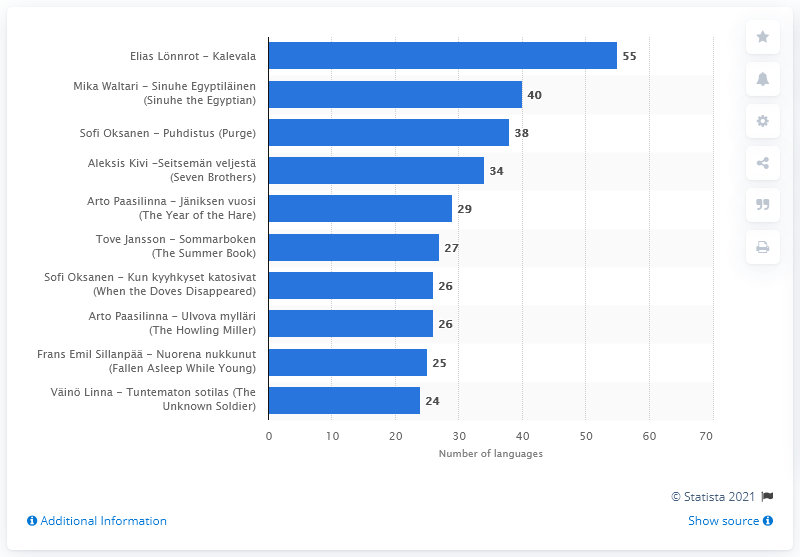 Elias Lönnrot – Kalevala
55
Mika Waltari – Sinuhe Egyptiläinen
(Sinuhe the Egyptian)
40
Sofi Oksanen – Puhdistus (Purge)
38
Aleksis Kivi –Seitsemän veljestä
(Seven Brothers)
34
Arto Paasilinna – Jäniksen vuosi
(The Year of the Hare)
29
Tove Jansson – Sommarboken
(The Summer Book)
27
Sofi Oksanen – Kun kyyhkyset katosivat
(When the Doves Disappeared)
26
Arto Paasilinna – Ulvova mylläri
(The Howling Miller)
26
Frans Emil Sillanpää – Nuorena nukkunut
(Fallen Asleep While Young)
25
Väinö Linna – Tuntematon sotilas (The
Unknown Soldier)
24
0 10 20 30 40 50 60 70
Number of languages
© Statista 2021
Additional Information
Show source